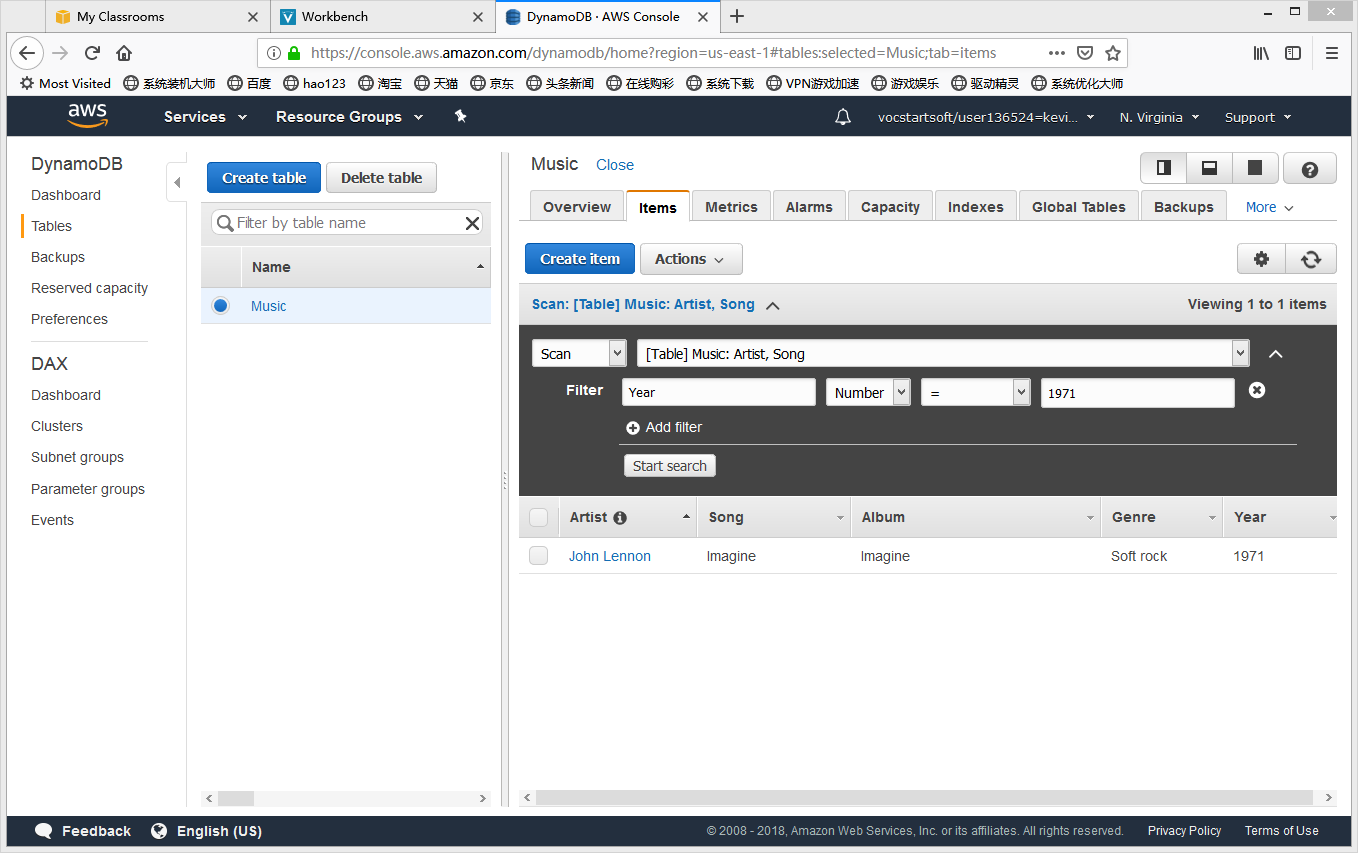 My Classrooms
Workbench
DynamoDB · AWS Console
https://console.aws.amazon.com/dynamodb/home?region=us-east-1#tables:selected=Music;tab=items
Most Visited 系统装机大师 百度 hao123 淘宝 天猫 京东 头条新闻 在线购彩 系统下载 VPN游戏加速 游戏娱乐 驱动精灵 系统优化大师
aws Services Resource Groups vocstartsoft/user136524=kevi... N. Virginia Support
DynamoDB
Dashboard
Tables
Backups
Reserved capacity
Preferences
DAX
Dashboard
Clusters
Subnet groups
Parameter groups
Events
Create table Delete table
Filter by table name
Name
Music
Music Close
Overview Items Metrics Alarms Capacity Indexes Global Tables Backups More
Create item Actions
Scan: [Table] Music: Artist, Song Viewing 1 to 1 items
Scan [Table] Music: Artist, Song
Filter Year Number = 1971
Add filter
Start search
Artist Song Album Genre Year
John Lennon Imagine Imagine Soft rock 1971
Feedback English (US) © 2008 - 2018, Amazon Web Services, Inc. or its affiliates. All rights reserved. Privacy Policy Terms of Use